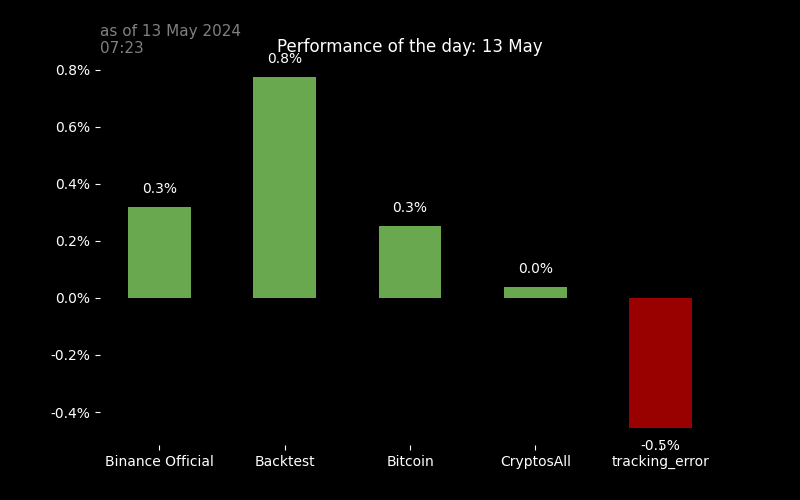 as of 13 May 2024
07:23
Performance of the day: 13 May
0.8%
0.6%
0.4%
0.2%
0.0%
-0.2%
-0.4%
0.3%
0.8%
0.3%
0.0%
-0.5%
Binance Official
Backtest
Bitcoin
CryptosAll
tracking_error